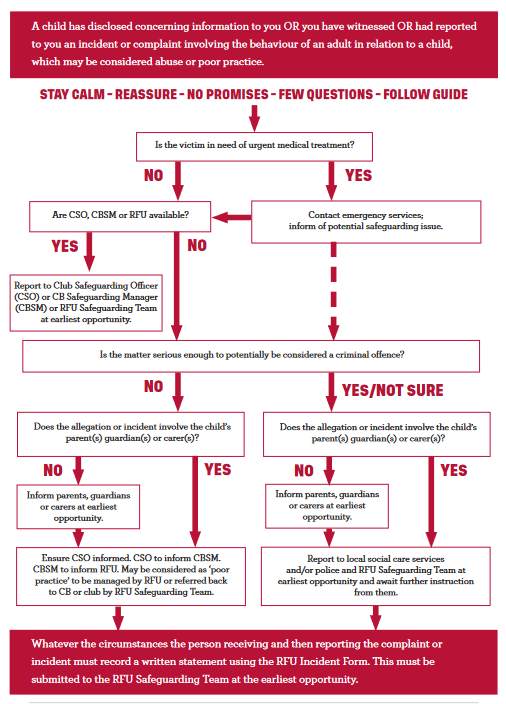 A child has disclosed concerning information to you OR you have witnessed OR had reported
to you an incident or complaint involving the behaviour of an adult in relation to a child,
which may be considered abuse or poor practice.
STAY CALM - REASSURE - NO PROMISES - FEW QUESTIONS - FOLLOW GUIDE
Is the victim in need of urgent medical treatment?
NO
YES
Are CSO, CBSM or RFU available?
Contact emergency services;
inform of potential safeguarding issue.
YES
NO
Report to Club Safeguarding Officer
(CSO) or CB Safeguarding Manager
(CBSM) or RFU Safeguarding Team
at earliest opportunity.
Is the matter serious enough to potentially be considered a criminal offence?
NO
YES/NOT SURE
Does the allegation or incident involve the child's
parent(s) guardian(s) or carer(s)?
Does the allegation or incident involve the child's
parent(s) guardian(s) or carer(s)?
NO
YES
NO
YES
Inform parents, guardians
or carers at earliest
opportunity.
Inform parents, guardians
or carers at earliest
opportunity.
Ensure CSO informed. CSO to inform CBSM.
CBSM to inform RFU. May be considered as 'poor
practice' to be managed by RFU or referred back
to CB or club by RFU Safeguarding Team.
Report to local social care services
and/or police and RFU Safeguarding Team at
earliest opportunity and await further instruction
from them.
Whatever the circumstances the person receiving and then reporting the complaint or
incident must record a written statement using the RFU Incident Form. This must be
submitted to the RFU Safeguarding Team at the earliest opportunity.